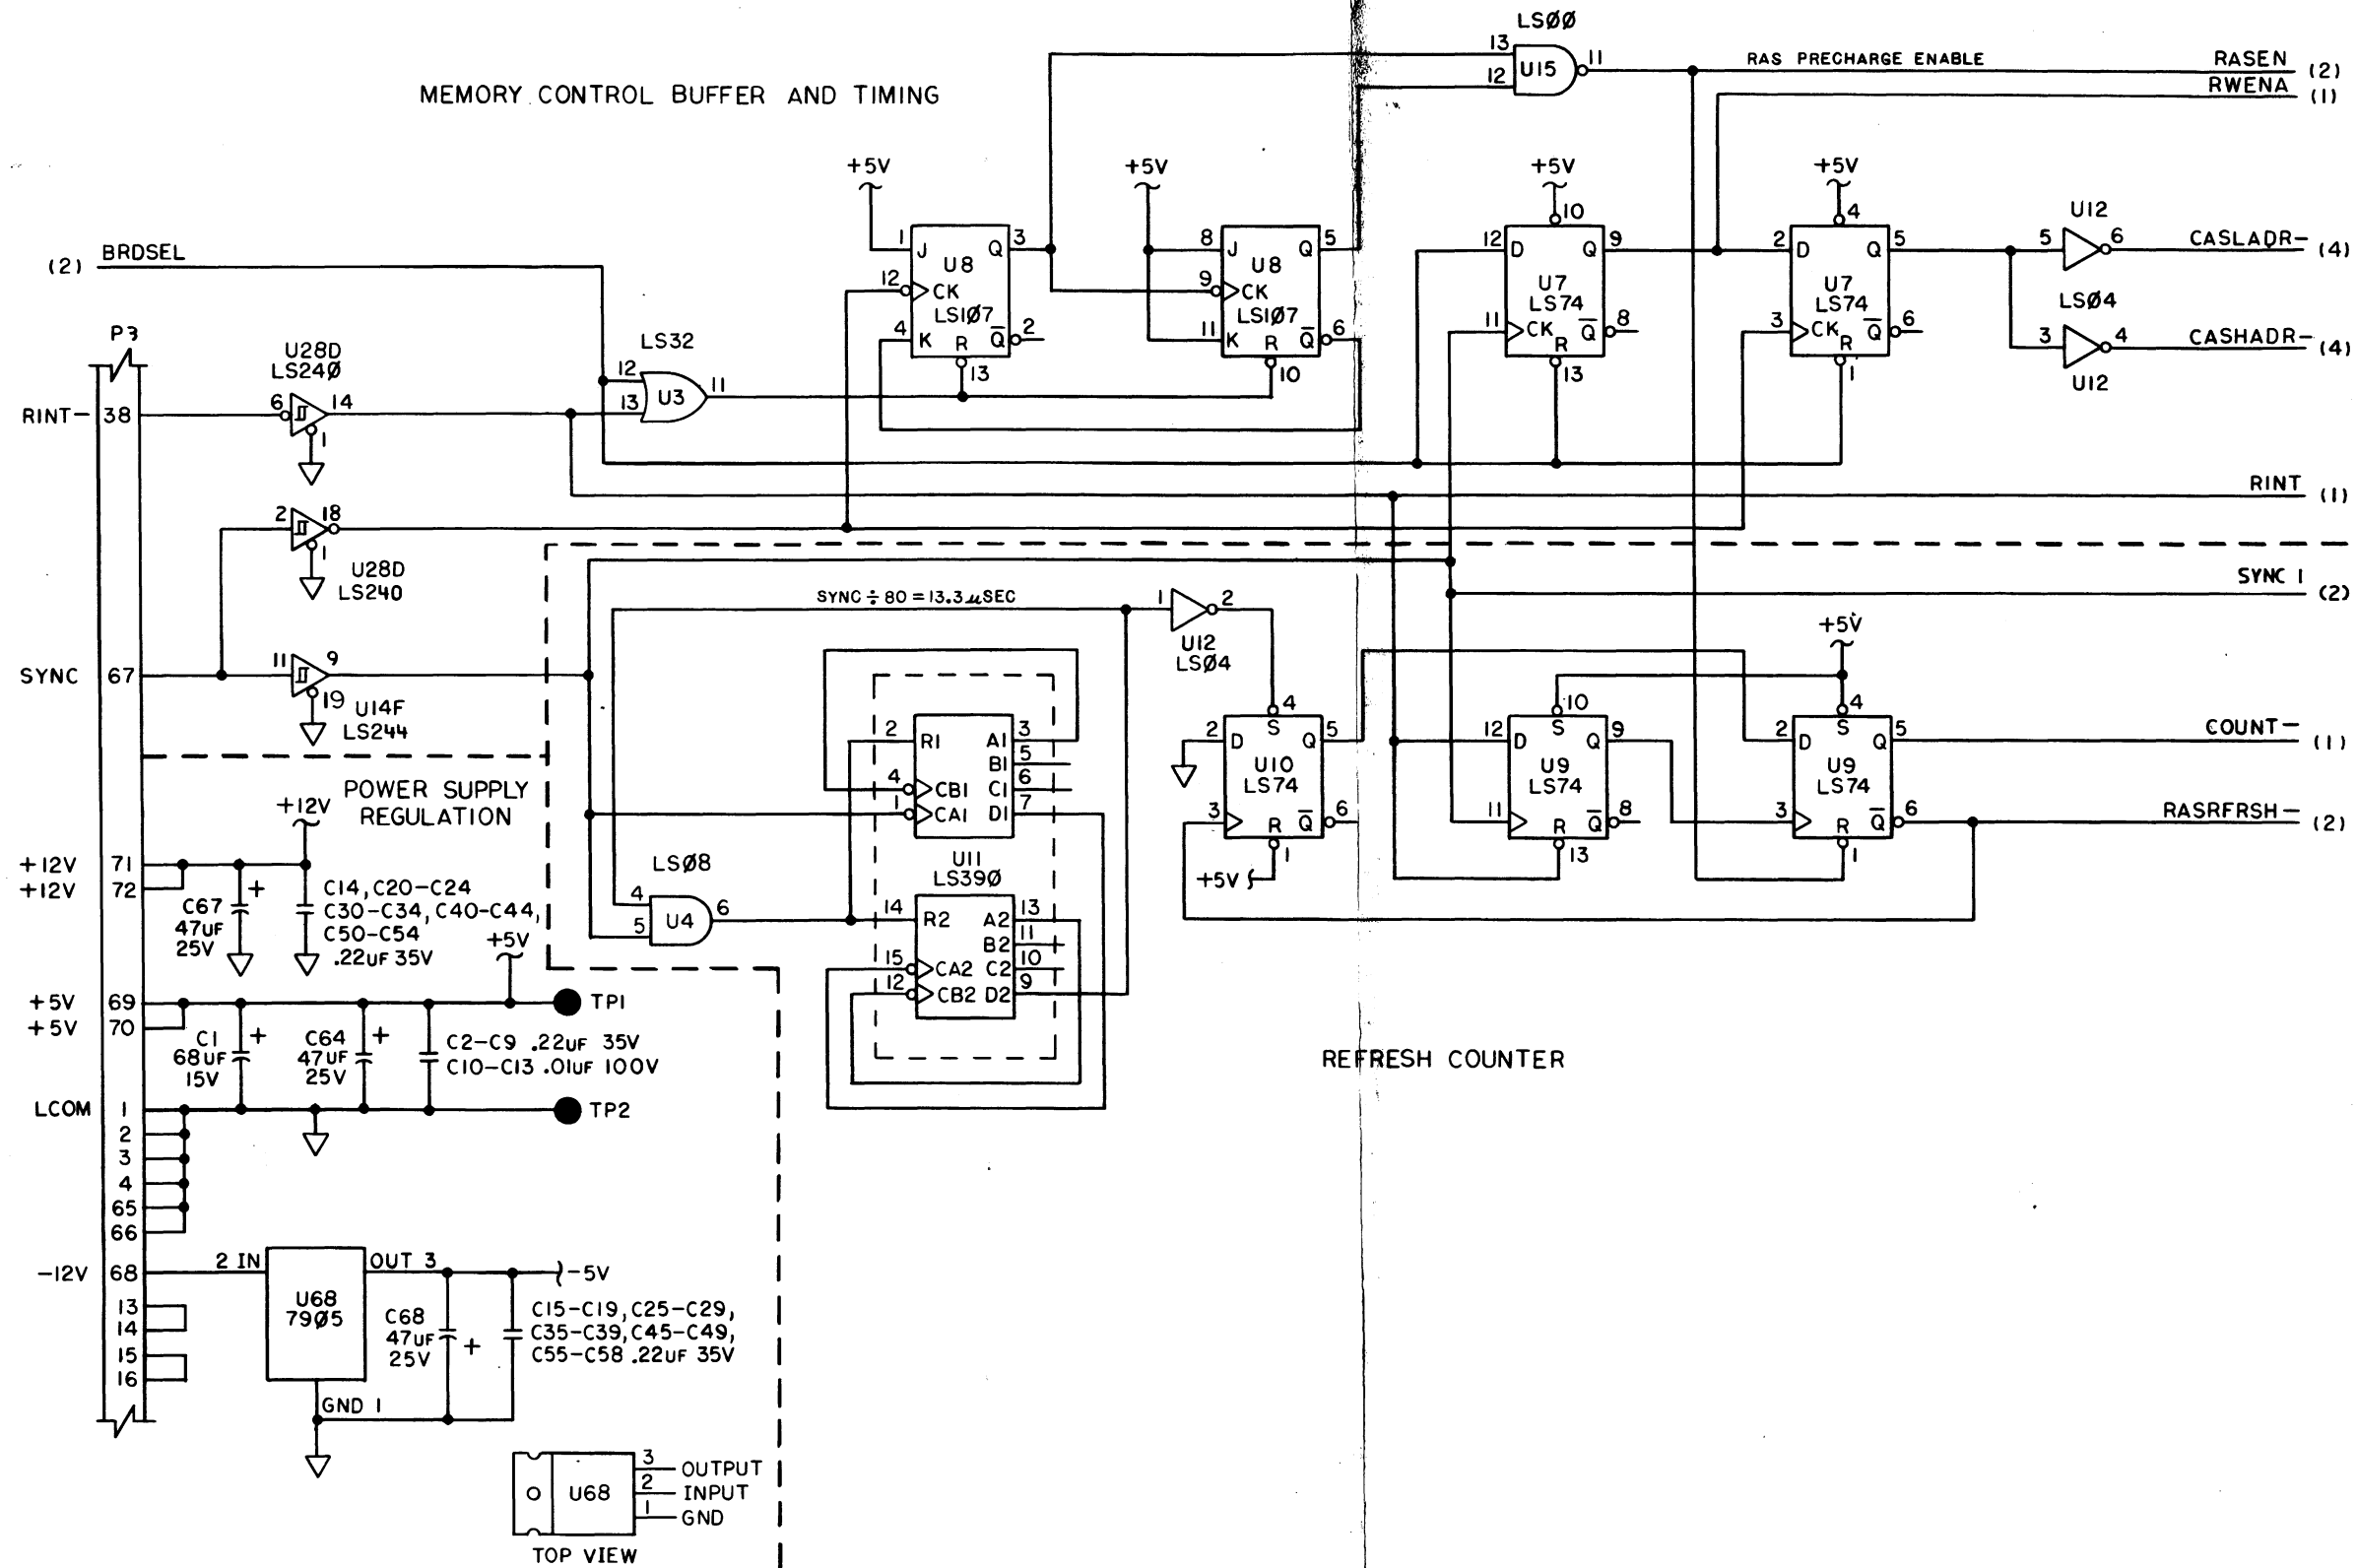 MEMORY CONTROL BUFFER AND TIMING
LSØØ
13
12
U15
11
RAS PRECHARGE ENABLE
RASEN (2)
RWENA (1)
+5V
+5V
+5V
+5V
(2) BRDSEL
1 J Q 3
U8
12 CK
LS1Ø7
4 K R Q 2
13
8 J Q 5
U8
9 CK
LS1Ø7
11 K R Q 6
10
10
12 D Q 9
U7
LS74
11 CK Q 8
R
13
4
2 D Q 5
U7
LS74
3 CK Q 6
R
1
U12
5 6
CASLADR- (4)
LSØ4
3 4
CASHADR- (4)
U12
P3
U28D
LS24Ø
RINT- 38
6 14
1
LS32
12
13
U3
11
RINT (1)
2 18
1
U28D
LS240
SYNC 1
(2)
SYNC 67
11 9
19
U14F
LS244
SYNC ÷ 80 = 13.3 µSEC
1 2
U12
LSØ4
+5V
2 R1 A1 3
B1 5
4 CB1 C1 6
1 CA1 D1 7
U11
LS39Ø
14 R2 A2 13
B2 11
15 CA2 C2 10
12 CB2 D2 9
LSØ8
4
5
U4
6
4
S
2 D Q 5
U10
LS74
3 R Q 6
1
+5V
10
S
12 D Q 9
U9
LS74
11 R Q 8
13
4
S
2 D Q 5
U9
LS74
3 R Q 6
1
COUNT- (1)
RASRFRSH- (2)
REFRESH COUNTER
POWER SUPPLY
REGULATION
+12V
+12V 71
+12V 72
C67
47UF
25V
+
C14, C20-C24
C30-C34, C40-C44,
C50-C54
.22UF 35V
+5V
+5V 69
+5V 70
TP1
C1
68UF
15V
+
C64
47UF
25V
+
C2-C9 .22UF 35V
C10-C13 .01UF 100V
LCOM 1
TP2
2
3
4
65
66
-12V 68
2 IN
OUT 3
-5V
U68
79Ø5
13
14
15
16
C68
47UF
25V
+
C15-C19, C25-C29,
C35-C39, C45-C49,
C55-C58 .22UF 35V
GND 1
U68
3 OUTPUT
2 INPUT
1 GND
TOP VIEW